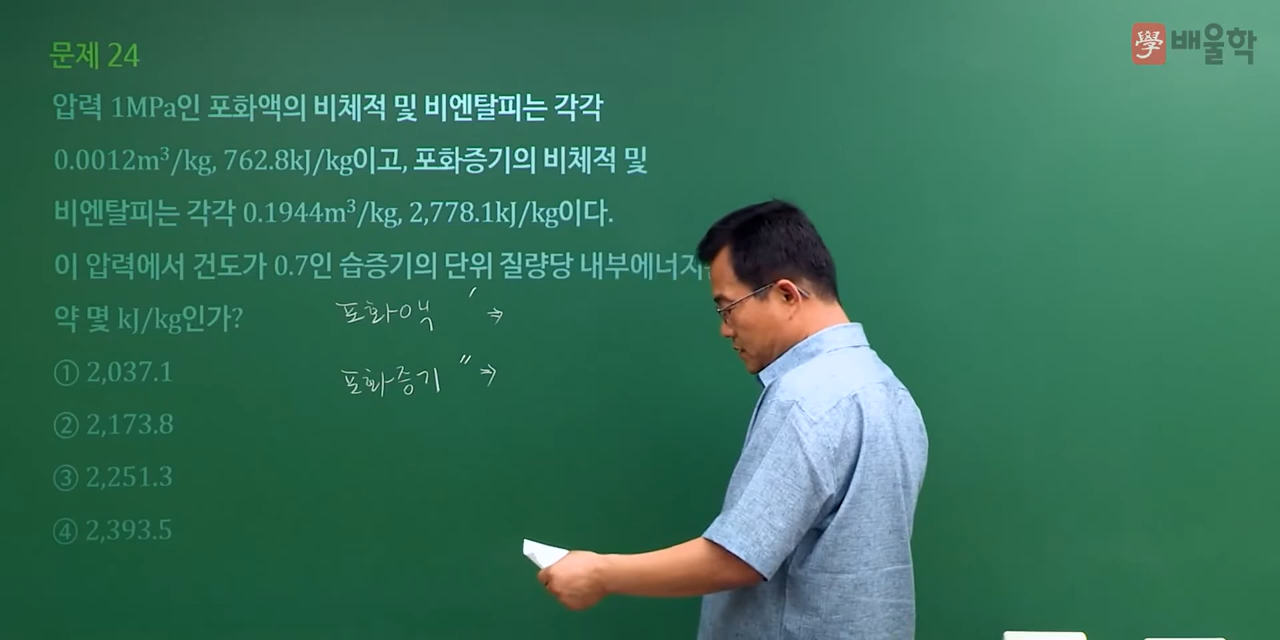 學 배울학
문제 24
압력 1MPa인 포화액의 비체적 및 비엔탈피는 각각
0.0012m³/kg, 762.8kJ/kg이고, 포화증기의 비체적 및
비엔탈피는 각각 0.1944m³/kg, 2,778.1kJ/kg이다.
이 압력에서 건도가 0.7인 습증기의 단위 질량당 내부에너지
약 몇 kJ/kg인가?
포화액 ′ ⇒
① 2,037.1
포화증기 ″ ⇒
② 2,173.8
③ 2,251.3
④ 2,393.5